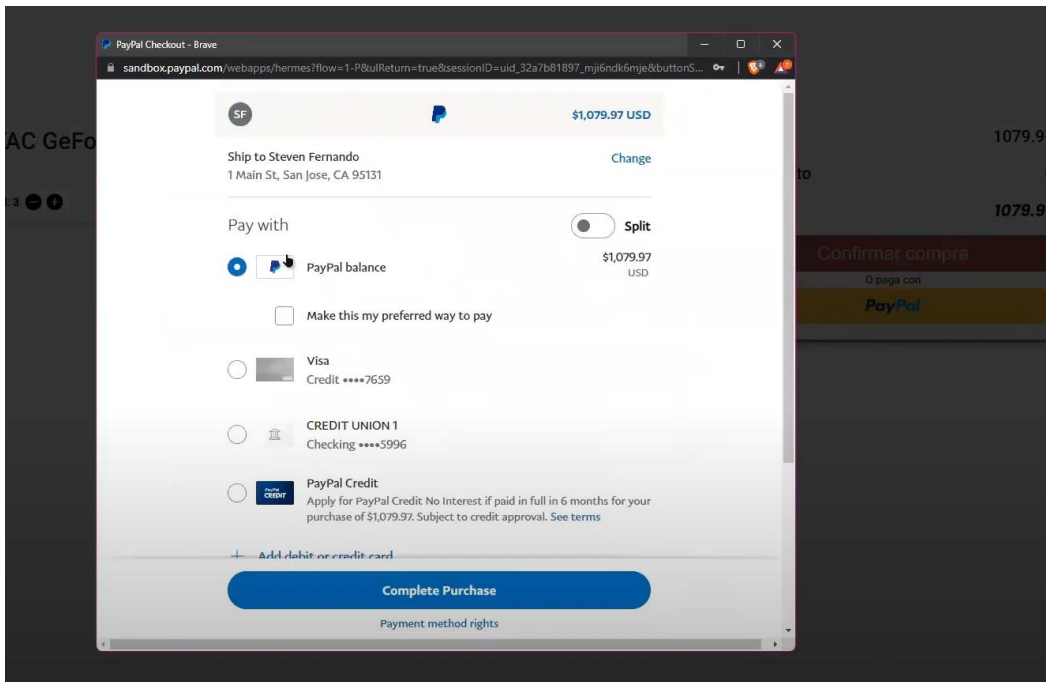 PayPal Checkout - Brave
sandbox.paypal.com/webapps/hermes?flow=1-P&ulReturn=true&sessionID=uid_32a7b81897_mji6ndk6mje&buttonS...
SF
$1,079.97 USD
Ship to Steven Fernando
Change
1 Main St, San Jose, CA 95131
Pay with
Split
PayPal balance
$1,079.97
USD
Make this my preferred way to pay
Visa
Credit ••••7659
CREDIT UNION 1
Checking ••••5996
PayPal Credit
PayPal CREDIT
Apply for PayPal Credit No Interest if paid in full in 6 months for your
purchase of $1,079.97. Subject to credit approval. See terms
+ Add debit or credit card
Complete Purchase
Payment method rights
AC GeFo
: 3
1079.9
to
1079.9
Confirmar compra
O paga con
PayPal